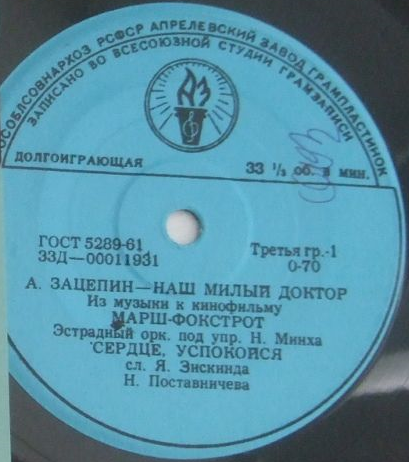 ОСОБЛСОВНАРХОЗ РСФСР АПРЕЛЕВСКИЙ ЗАВОД ГРАМПЛАСТИНОК
ЗАПИСАНО ВО ВСЕСОЮЗНОЙ СТУДИИ ГРАМЗАПИСИ
АЗ
ДОЛГОИГРАЮЩАЯ 33 1/3 об. в мин.
ГОСТ 5289-61 Третья гр.-1
33Д—00011931 0-70
А. ЗАЦЕПИН—НАШ МИЛЫЙ ДОКТОР
Из музыки к кинофильму
МАРШ-ФОКСТРОТ
Эстрадный орк. под упр. Н. Минха
СЕРДЦЕ, УСПОКОЙСЯ
сл. Я. Зискинда
Н. Поставничева